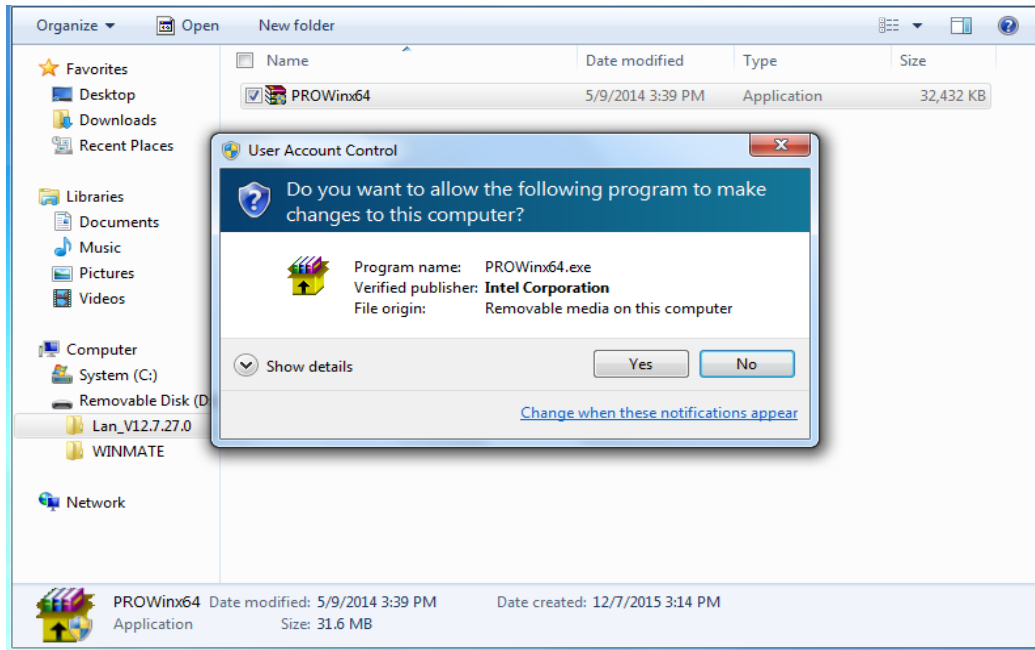 Organize Open New folder
Favorites
Desktop
Downloads
Recent Places
Libraries
Documents
Music
Pictures
Videos
Computer
System (C:)
Removable Disk (D
Lan_V12.7.27.0
WINMATE
Network
Name Date modified Type Size
PROWinx64 5/9/2014 3:39 PM Application 32,432 KB
User Account Control
Do you want to allow the following program to make
changes to this computer?
Program name: PROWinx64.exe
Verified publisher: Intel Corporation
File origin: Removable media on this computer
Show details Yes No
Change when these notifications appear
PROWinx64 Date modified: 5/9/2014 3:39 PM Date created: 12/7/2015 3:14 PM
Application Size: 31.6 MB